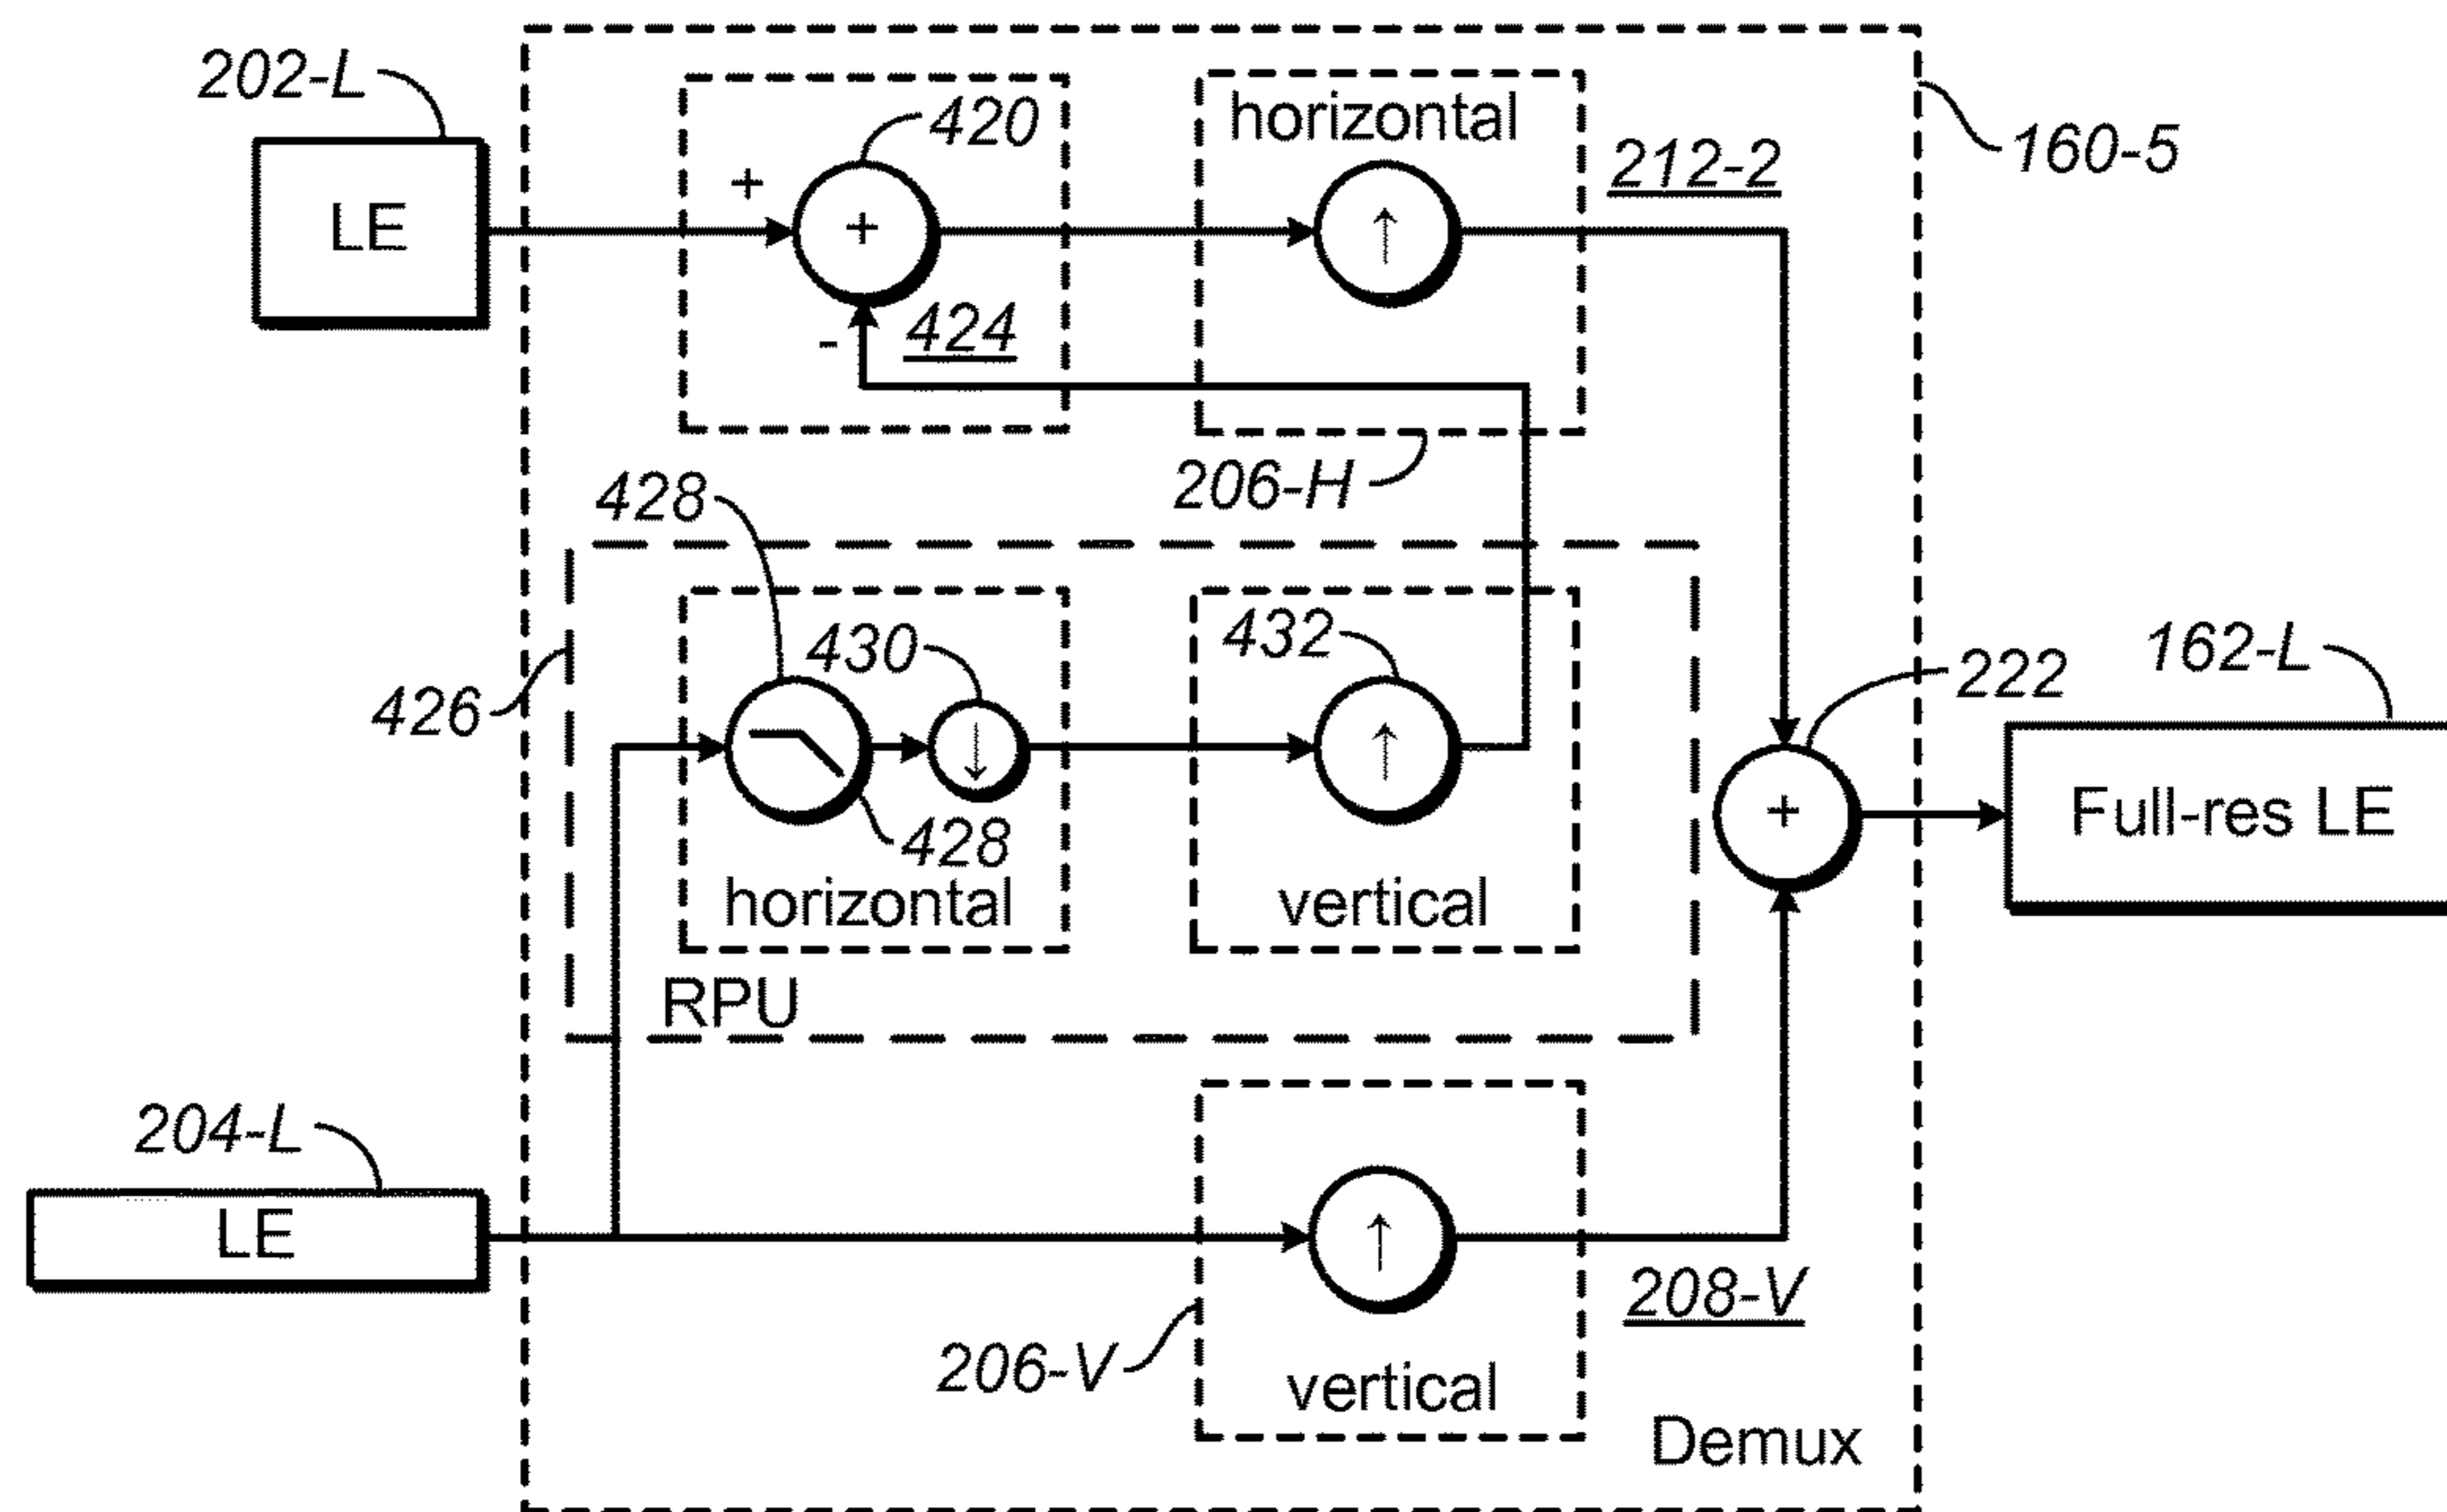 202-L
420
horizontal
212-2
160-5
+
LE
+
↑
-
424
206-H
428
430
432
426
162-L
222
↓
↑
+
Full-res LE
428
horizontal
vertical
RPU
204-L
LE
↑
208-V
206-V
vertical
Demux